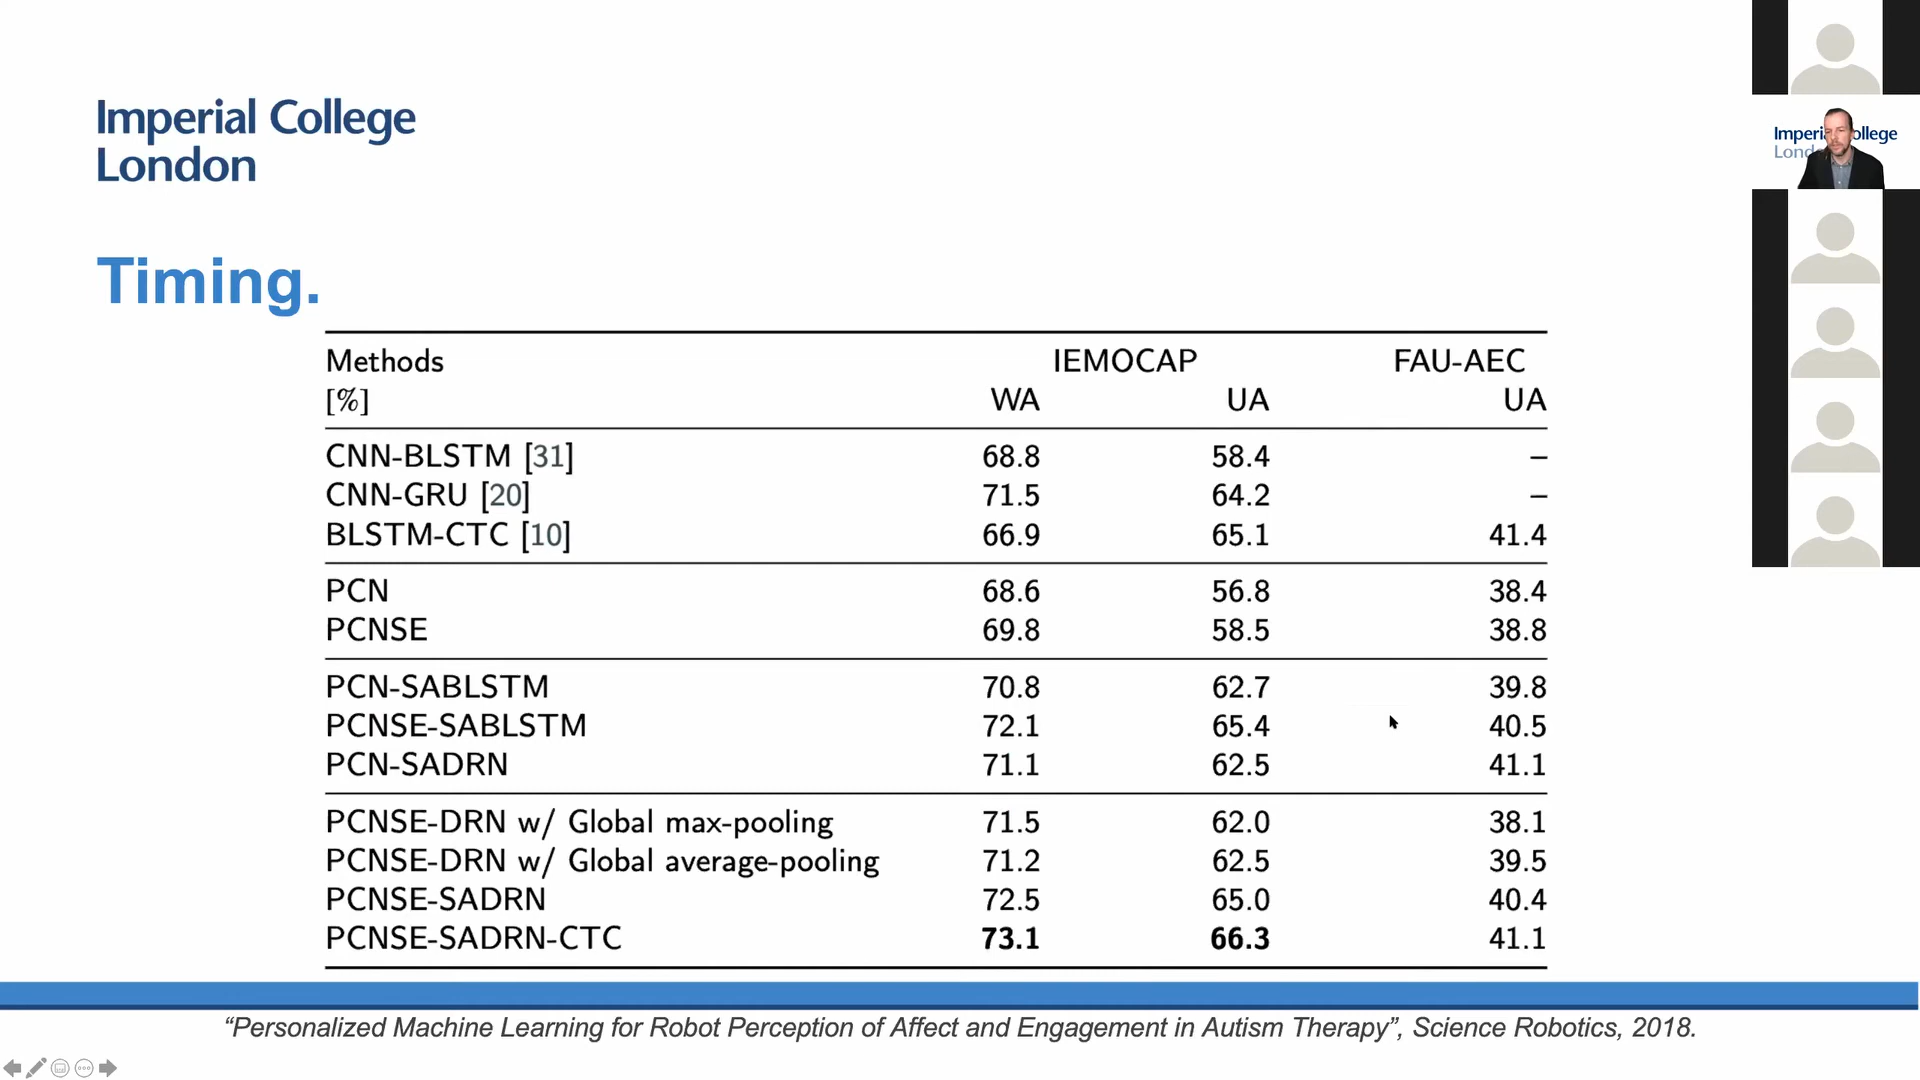 Imperial College
London
Imperi ollege
Lond
Timing.
Methods IEMOCAP FAU-AEC
[%] WA UA UA
CNN-BLSTM [31] 68.8 58.4 –
CNN-GRU [20] 71.5 64.2 –
BLSTM-CTC [10] 66.9 65.1 41.4
PCN 68.6 56.8 38.4
PCNSE 69.8 58.5 38.8
PCN-SABLSTM 70.8 62.7 39.8
PCNSE-SABLSTM 72.1 65.4 40.5
PCN-SADRN 71.1 62.5 41.1
PCNSE-DRN w/ Global max-pooling 71.5 62.0 38.1
PCNSE-DRN w/ Global average-pooling 71.2 62.5 39.5
PCNSE-SADRN 72.5 65.0 40.4
PCNSE-SADRN-CTC 73.1 66.3 41.1
“Personalized Machine Learning for Robot Perception of Affect and Engagement in Autism Therapy”, Science Robotics, 2018.